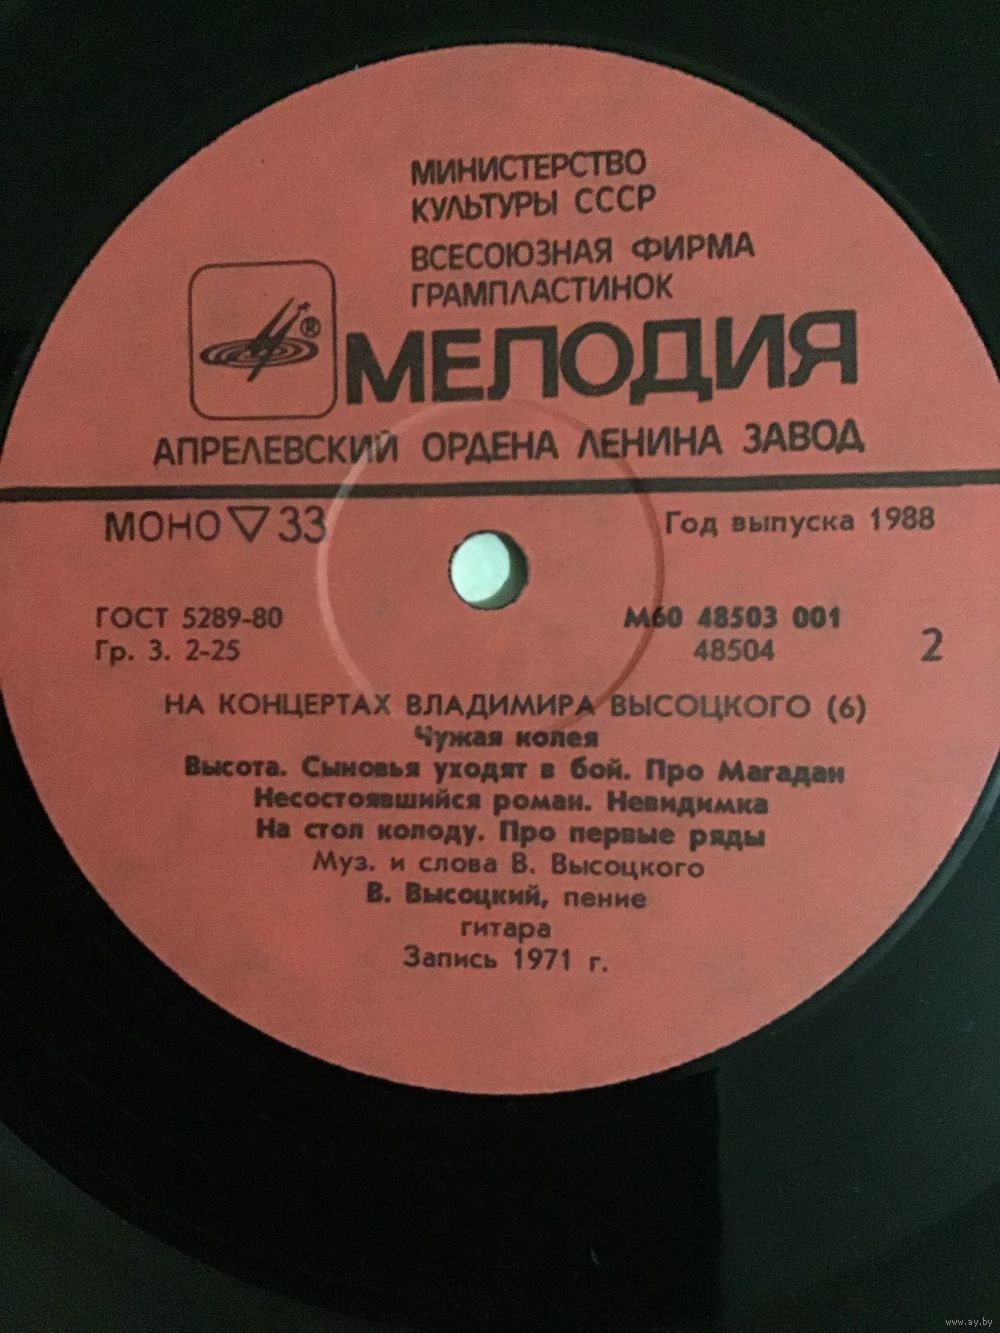 МИНИСТЕРСТВО
КУЛЬТУРЫ СССР
ВСЕСОЮЗНАЯ ФИРМА
ГРАМПЛАСТИНОК
®
МЕЛОДИЯ
АПРЕЛЕВСКИЙ ОРДЕНА ЛЕНИНА ЗАВОД
МОНО ▽ 33
Год выпуска 1988
ГОСТ 5289-80
Гр. 3. 2-25
М60 48503 001
48504
2
НА КОНЦЕРТАХ ВЛАДИМИРА ВЫСОЦКОГО (6)
Чужая колея
Высота. Сыновья уходят в бой. Про Магадан
Несостоявшийся роман. Невидимка
На стол колоду. Про первые ряды
Муз. и слова В. Высоцкого
В. Высоцкий, пение
гитара
Запись 1971 г.
www.ay.by